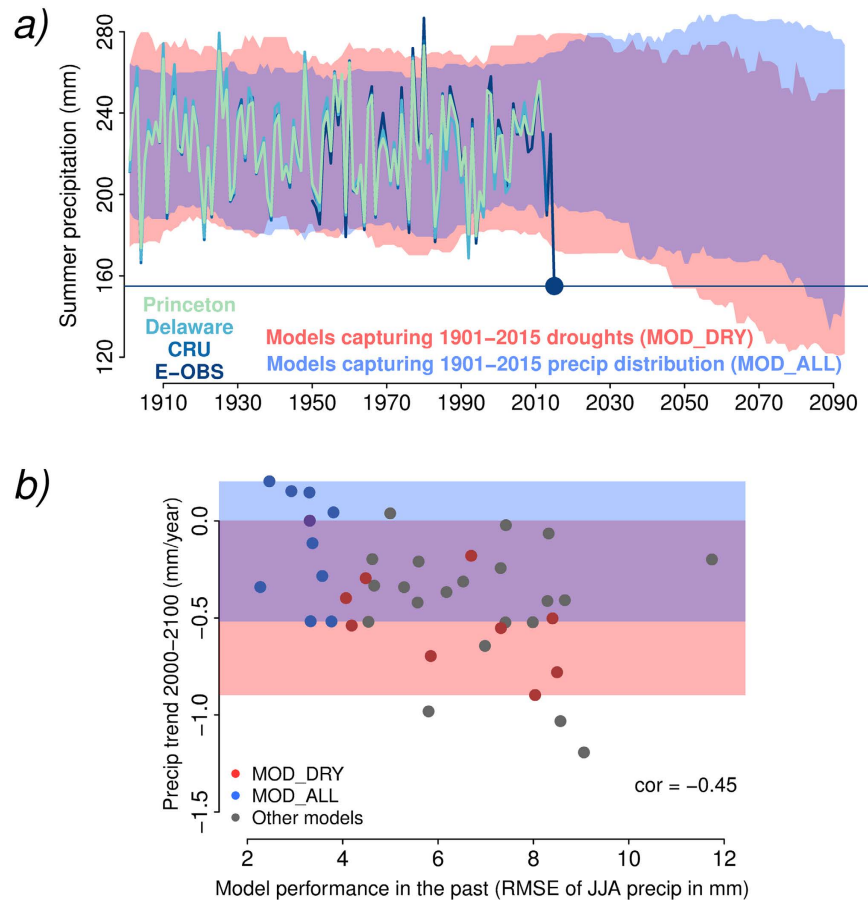 a)
Summer precipitation (mm)
280
240
200
160
120
Princeton
Delaware
CRU
E−OBS
Models capturing 1901−2015 droughts (MOD_DRY)
Models capturing 1901−2015 precip distribution (MOD_ALL)
1910 1930 1950 1970 1990 2010 2030 2050 2070 2090
b)
Precip trend 2000−2100 (mm/year)
0.0
−0.5
−1.0
−1.5
MOD_DRY
MOD_ALL
Other models
cor = −0.45
2 4 6 8 10 12
Model performance in the past (RMSE of JJA precip in mm)